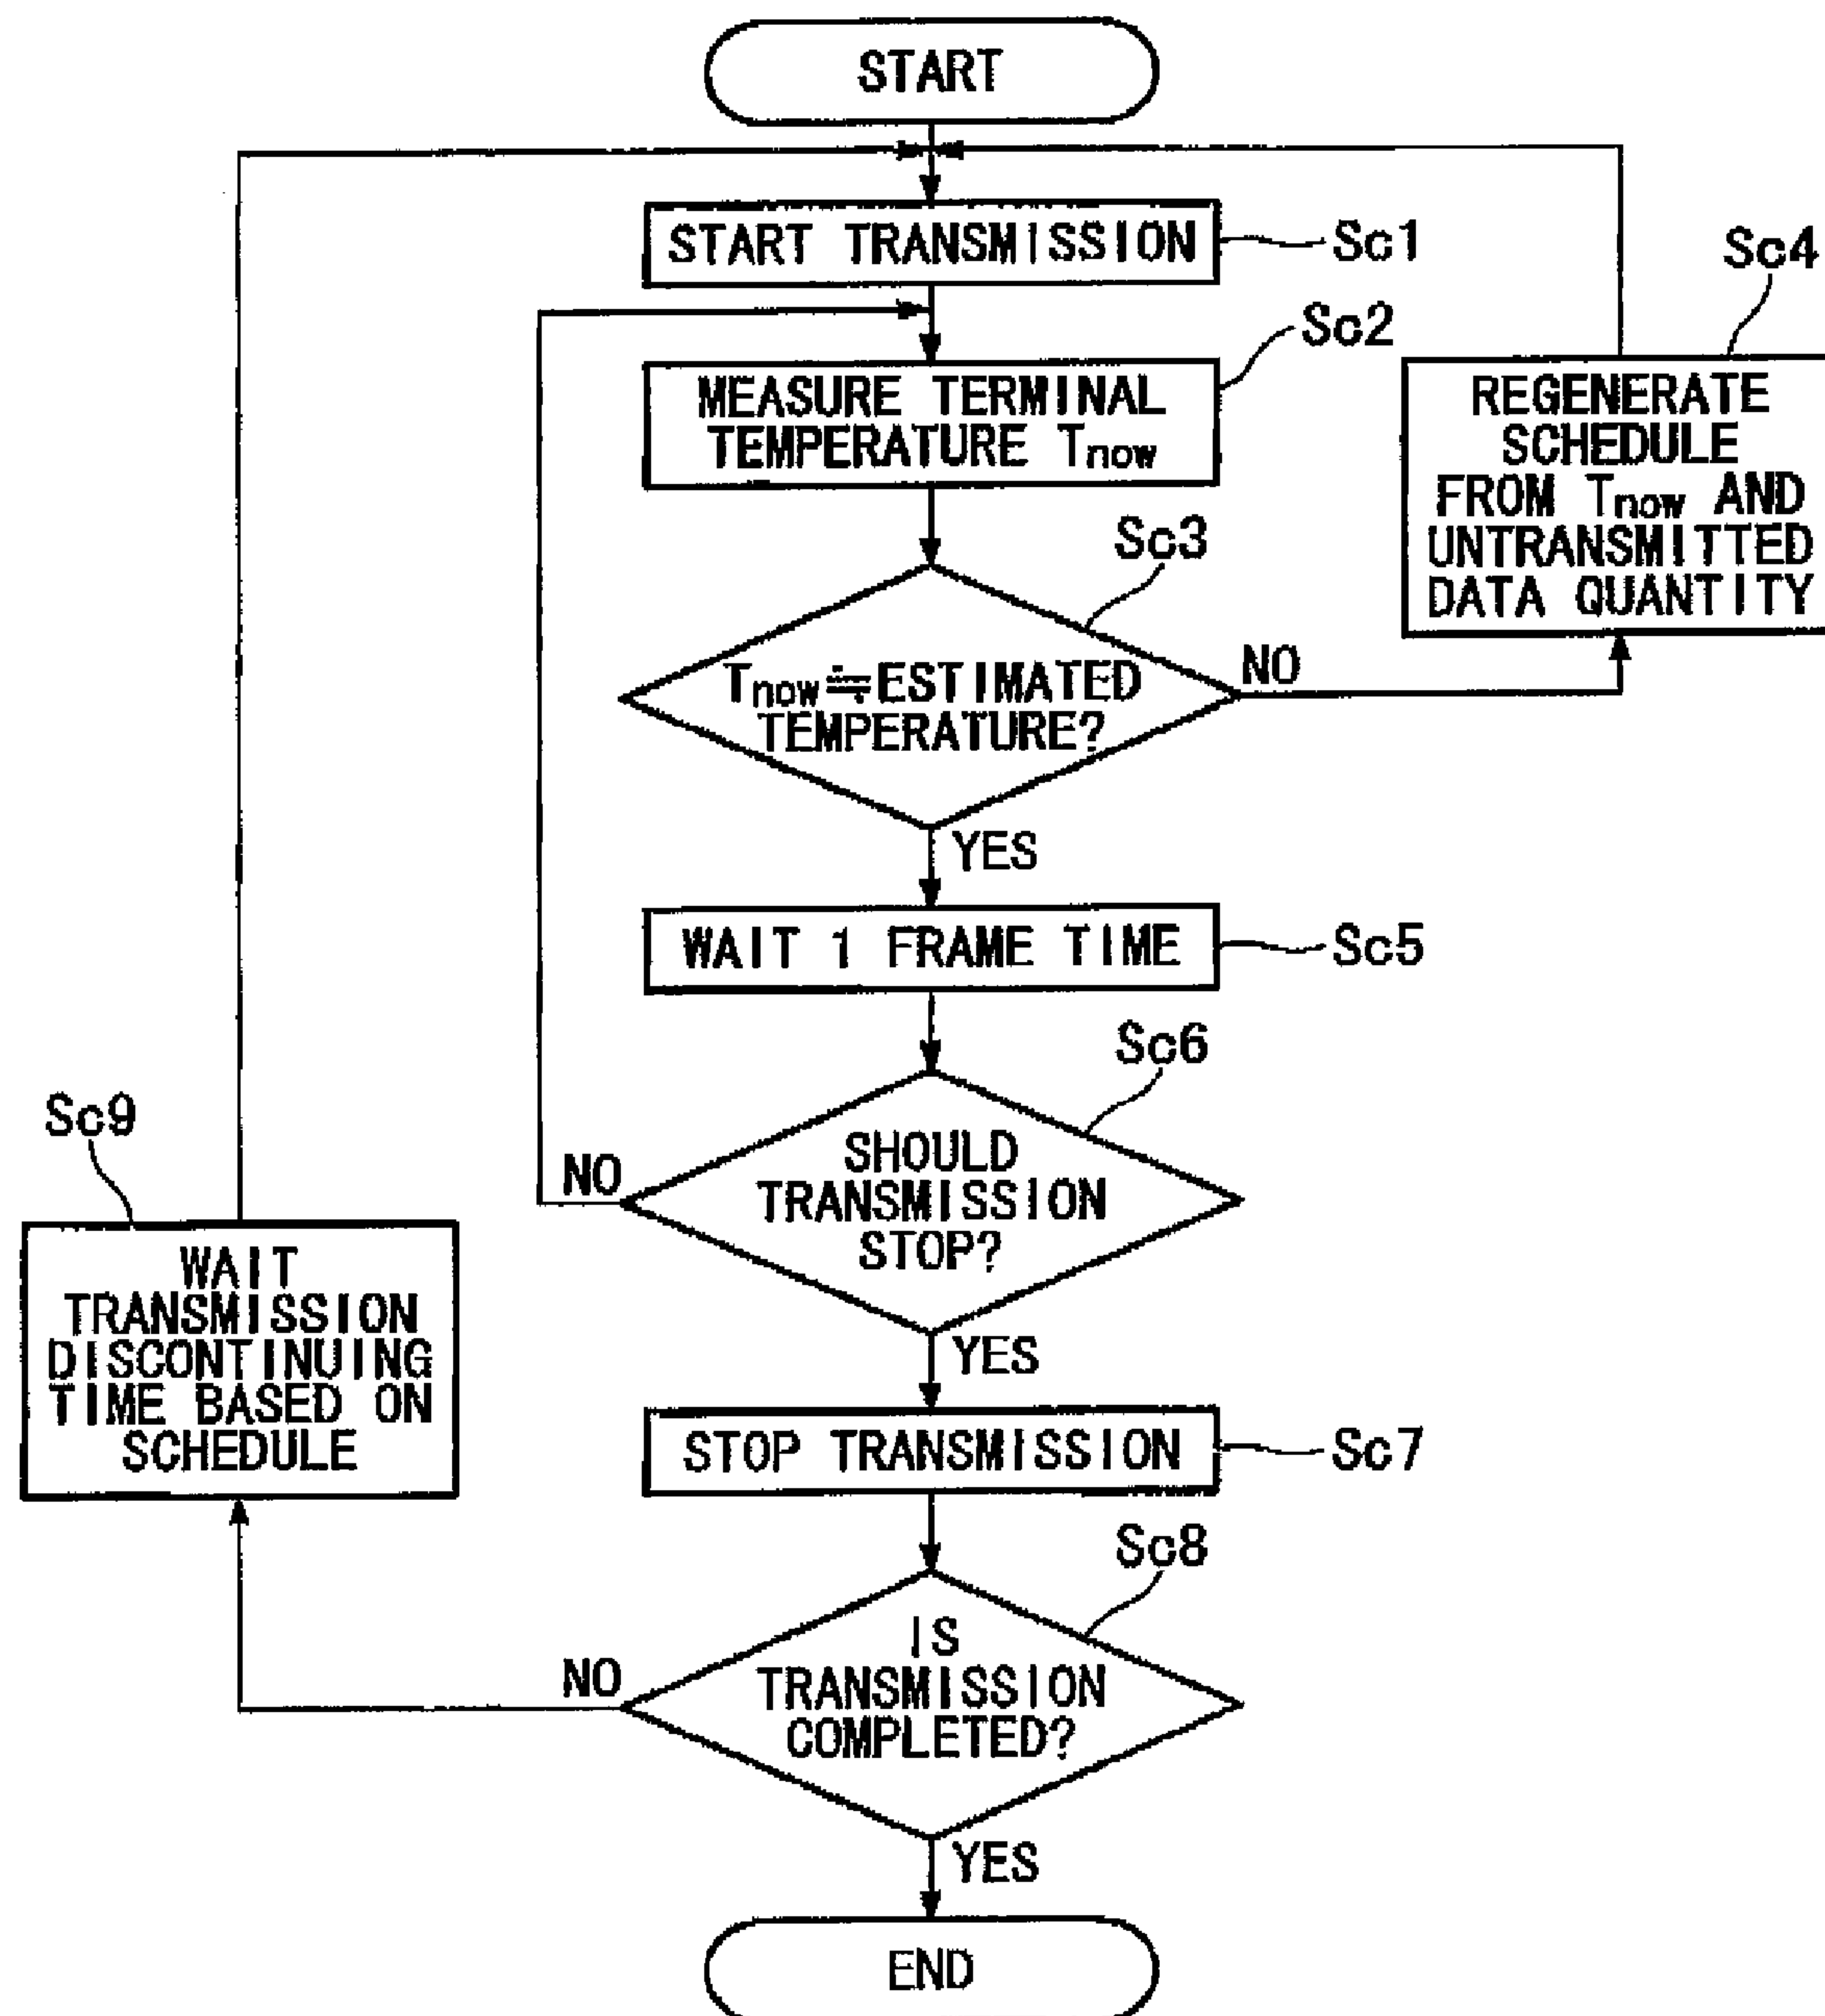 START
START TRANSMISSION
Sc1
Sc2
MEASURE TERMINAL
TEMPERATURE Tnow
Sc4
REGENERATE
SCHEDULE
FROM Tnow AND
UNTRANSMITTED
DATA QUANTITY
Sc3
Tnow≒ESTIMATED
TEMPERATURE?
NO
YES
WAIT 1 FRAME TIME
Sc5
Sc6
SHOULD
TRANSMISSION
STOP?
NO
YES
Sc9
WAIT
TRANSMISSION
DISCONTINUING
TIME BASED ON
SCHEDULE
STOP TRANSMISSION
Sc7
Sc8
IS
TRANSMISSION
COMPLETED?
NO
YES
END